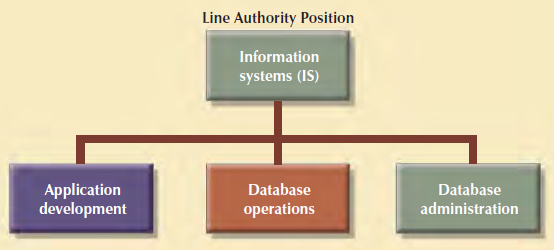 Line Authority Position
Information
systems (IS)
Application
development
Database
operations
Database
administration